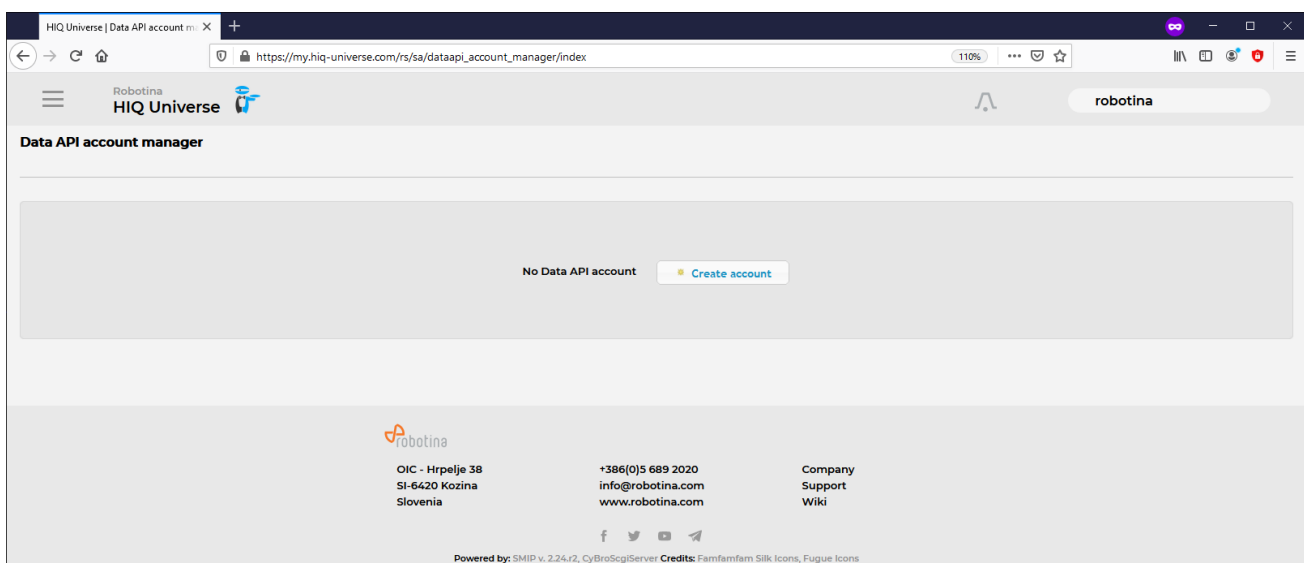 HIQ Universe | Data API account m
https://my.hiq-universe.com/rs/sa/dataapi_account_manager/index
110%
Robotina
HIQ Universe
robotina
Data API account manager
No Data API account
Create account
robotina
OIC - Hrpelje 38
SI-6420 Kozina
Slovenia
+386(0)5 689 2020
info@robotina.com
www.robotina.com
Company
Support
Wiki
Powered by: SMIP v. 2.24.r2, CyBroScgiServer Credits: Famfamfam Silk Icons, Fugue Icons